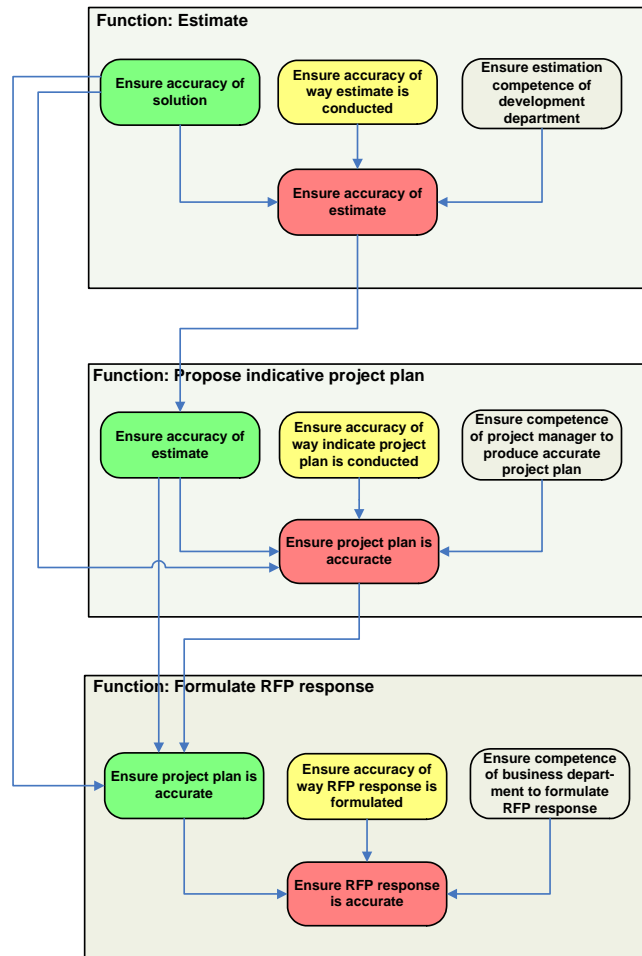 Function: Estimate
Ensure accuracy of
solution
Ensure accuracy of
way estimate is
conducted
Ensure estimation
competence of
development
department
Ensure accuracy of
estimate
Function: Propose indicative project plan
Ensure accuracy of
estimate
Ensure accuracy of
way indicate project
plan is conducted
Ensure competence
of project manager to
produce accurate
project plan
Ensure project plan is
accuracte
Function: Formulate RFP response
Ensure project plan is
accurate
Ensure accuracy of
way RFP response is
formulated
Ensure competence
of business depart-
ment to formulate
RFP response
Ensure RFP response
is accurate